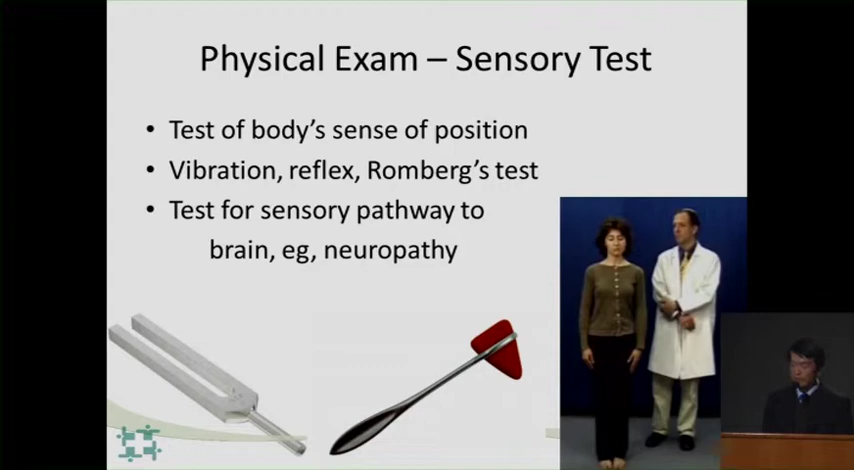 Physical Exam – Sensory Test
• Test of body's sense of position
• Vibration, reflex, Romberg's test
• Test for sensory pathway to
brain, eg, neuropathy